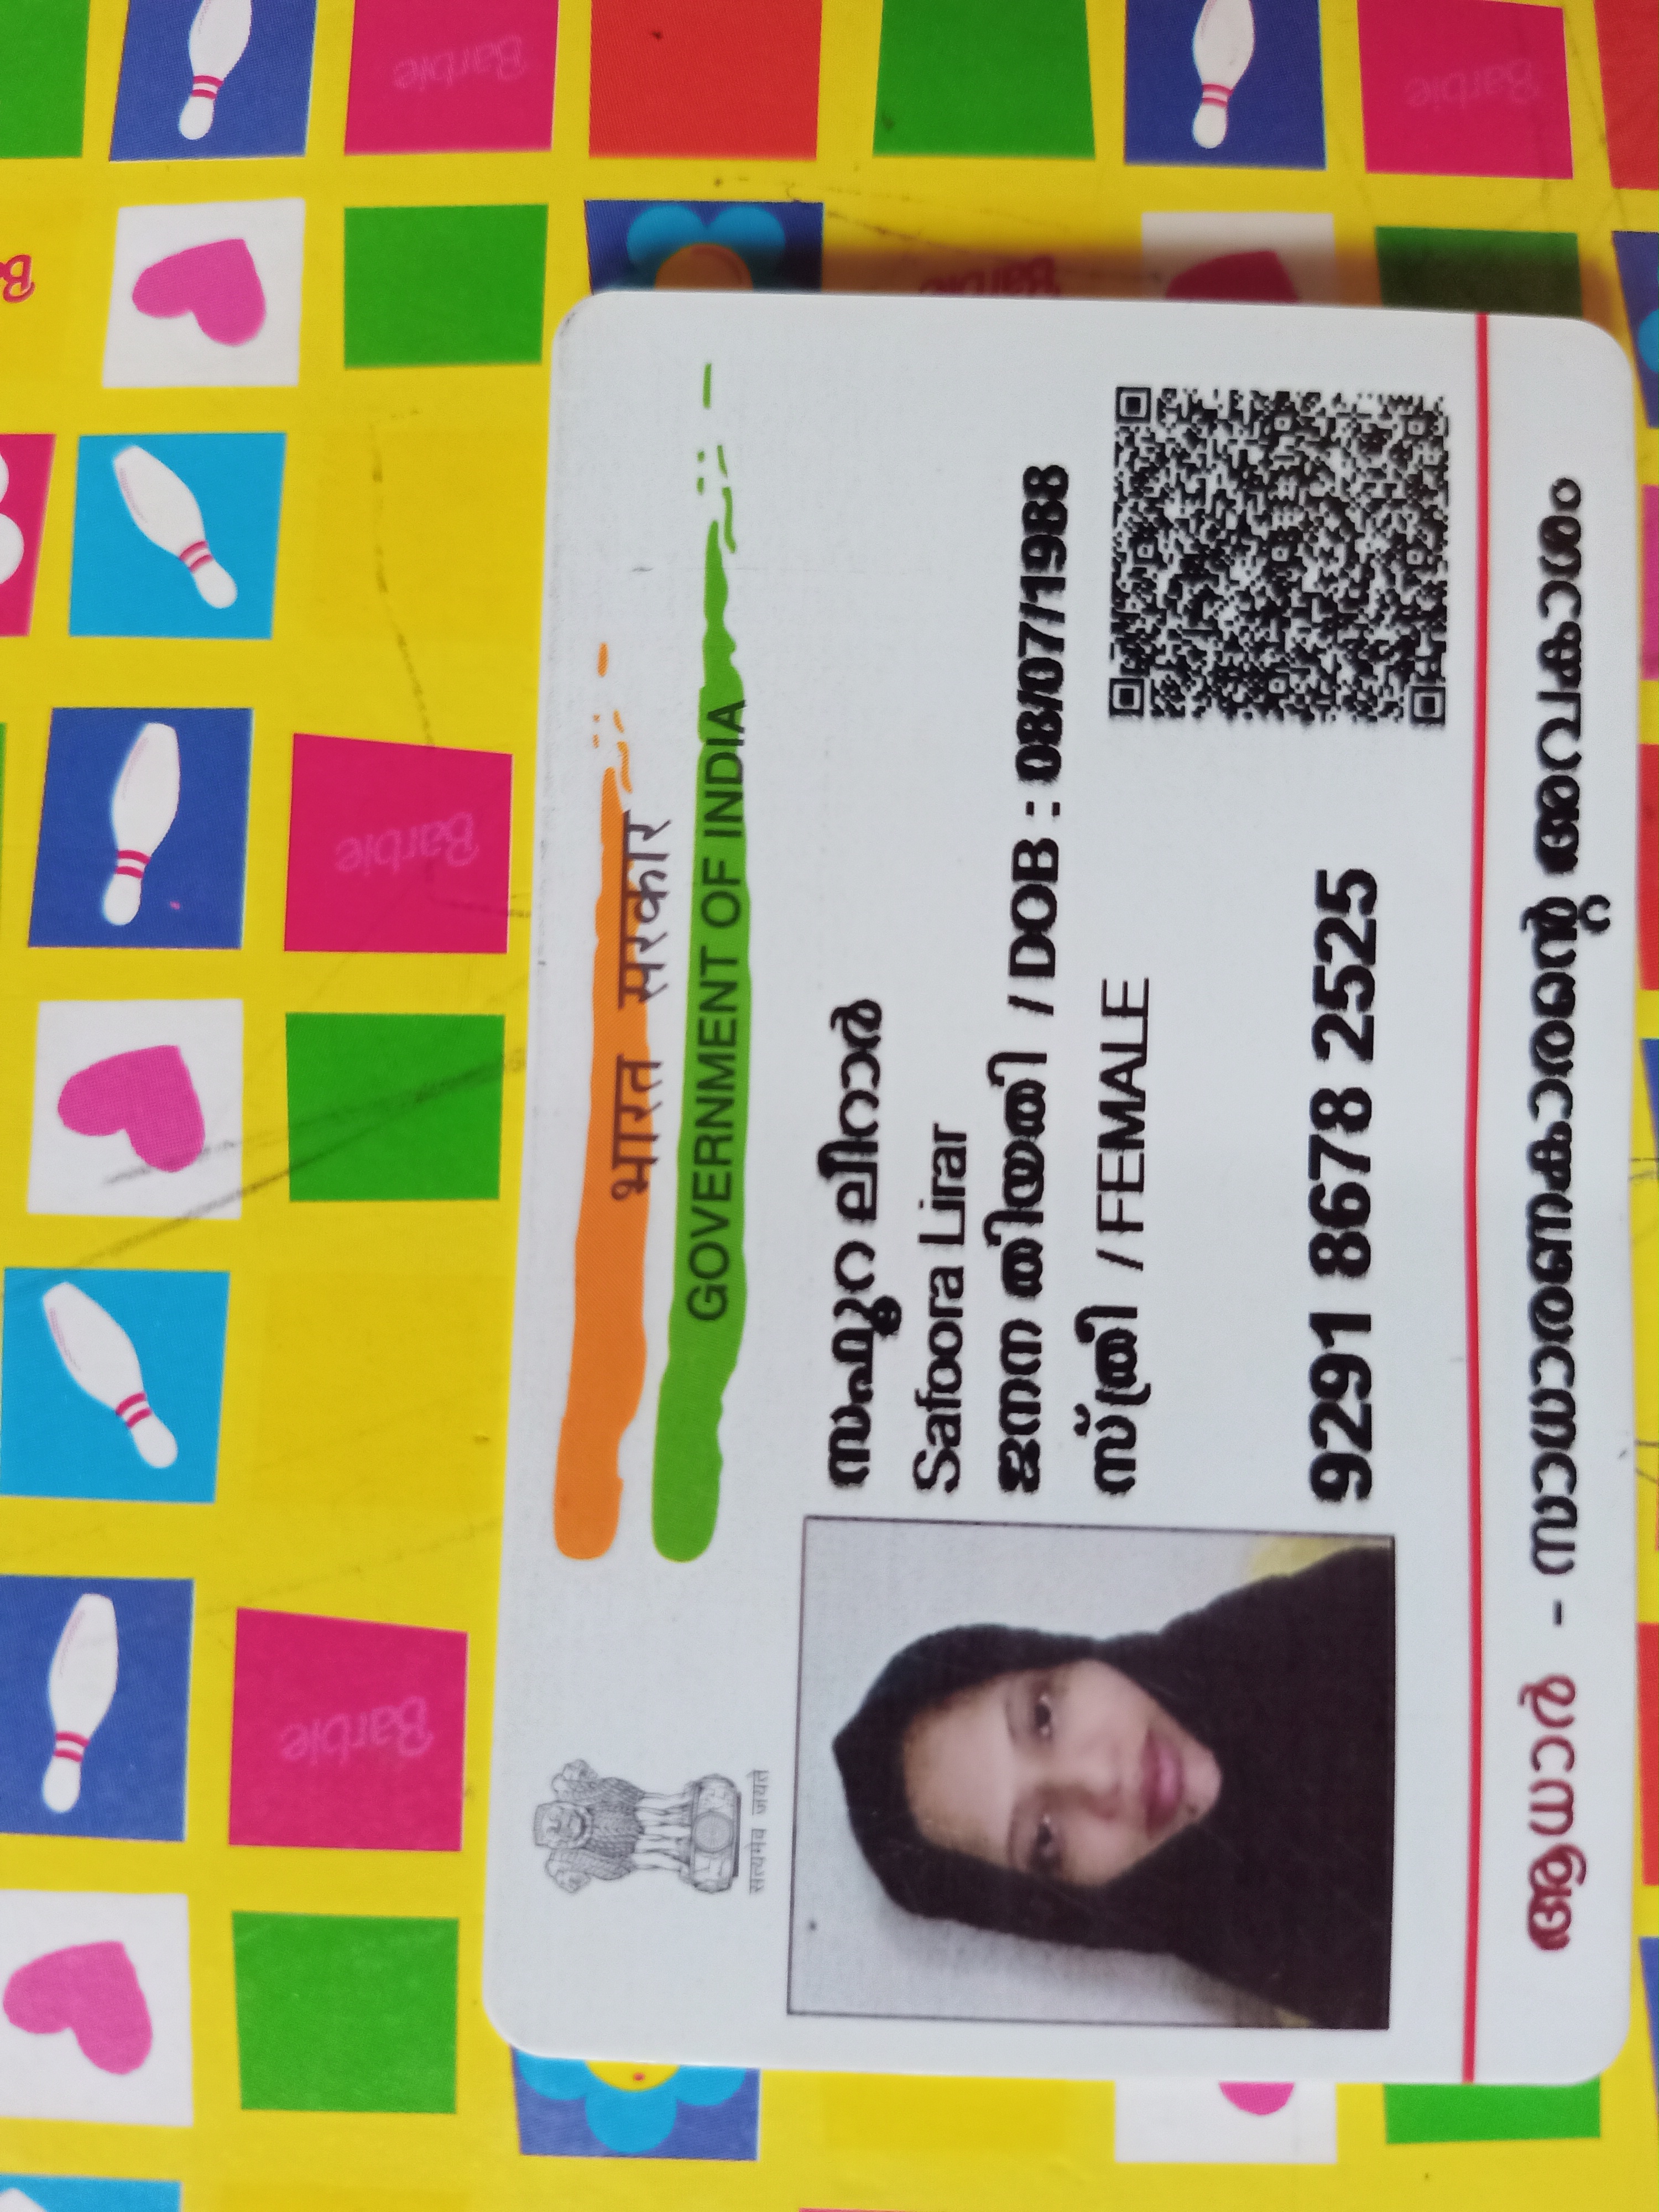 भारत सरकार
GOVERNMENT OF INDIA
सत्यमेव जयते
സഫൂറ ലിറാർ
Safoora Lirar
ജനന തിയതി / DOB : 08/07/1988
സ്ത്രീ / FEMALE
9291 8678 2525
ആധാർ - സാധാരണക്കാരന്റെ അവകാശം
Barbie
Barbie
Barbie
Barbie
Barbie